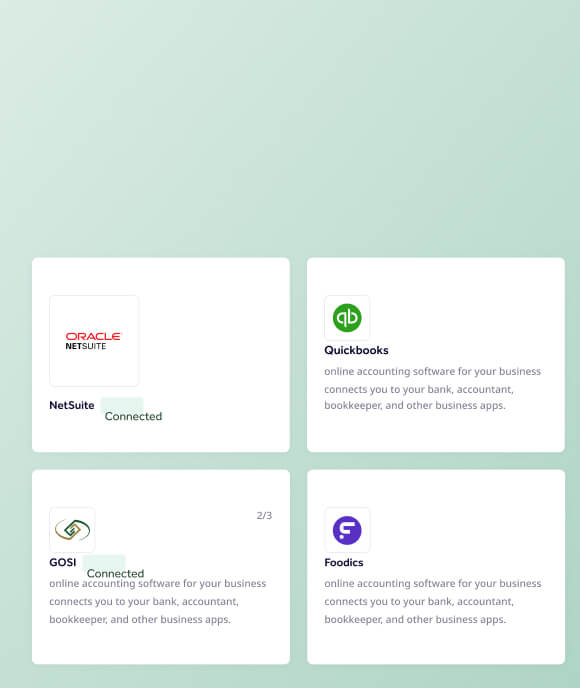 ORACLE
NETSUITE
NetSuite
Connected
Quickbooks
online accounting software for your business
connects you to your bank, accountant,
bookkeeper, and other business apps.
2/3
GOSI
Connected
online accounting software for your business
connects you to your bank, accountant,
bookkeeper, and other business apps.
Foodics
online accounting software for your business
connects you to your bank, accountant,
bookkeeper, and other business apps.